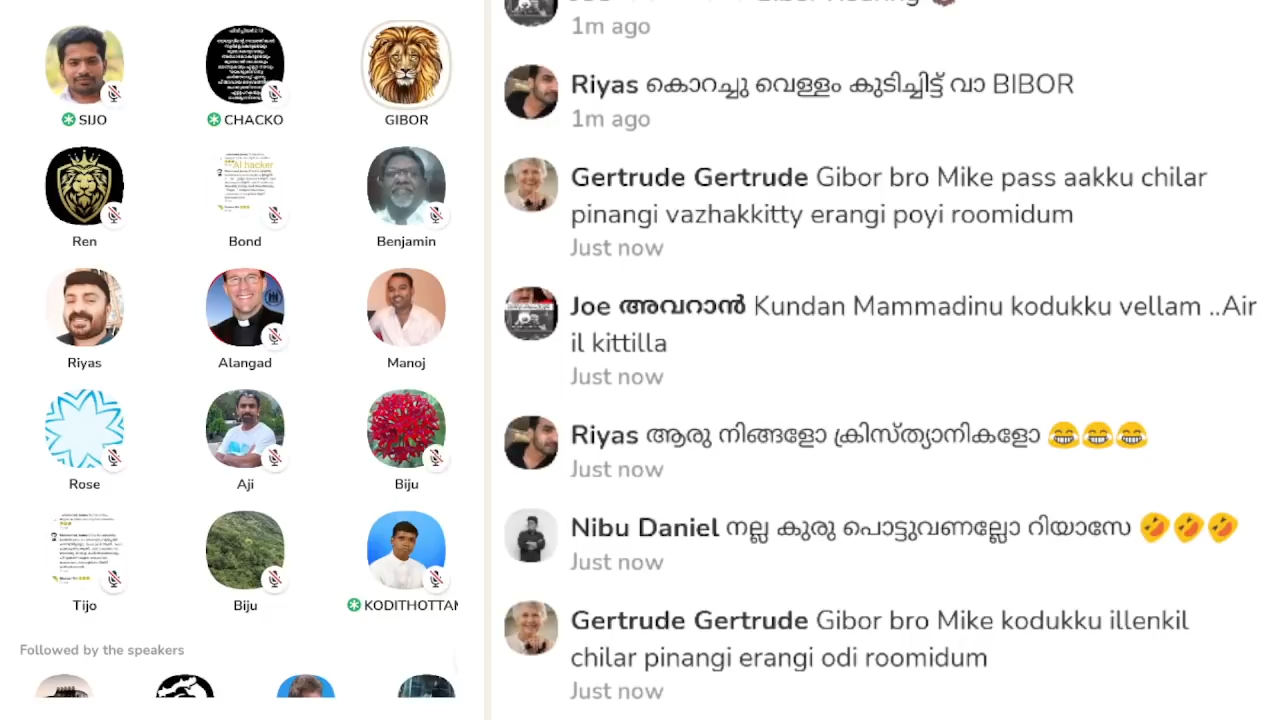 SIJO
CHACKO
GIBOR
AI hacker
Ren
Bond
Benjamin
Riyas
Alangad
Manoj
Rose
Aji
Biju
Tijo
Biju
KODITHOTTAM
Followed by the speakers
1m ago
Riyas കൊറച്ചു വെള്ളം കുടിച്ചിട്ട് വാ BIBOR
1m ago
Gertrude Gertrude Gibor bro Mike pass aakku chilar
pinangi vazhakkitty erangi poyi roomidum
Just now
Joe അവറാൻ Kundan Mammadinu kodukku vellam ..Air
il kittilla
Just now
Riyas ആരു നിങ്ങളോ ക്രിസ്ത്യാനികളോ 😂😂😂
Just now
Nibu Daniel നല്ല കുരു പൊട്ടുവണല്ലോ റിയാസേ 🤣🤣🤣
Just now
Gertrude Gertrude Gibor bro Mike kodukku illenkil
chilar pinangi erangi odi roomidum
Just now